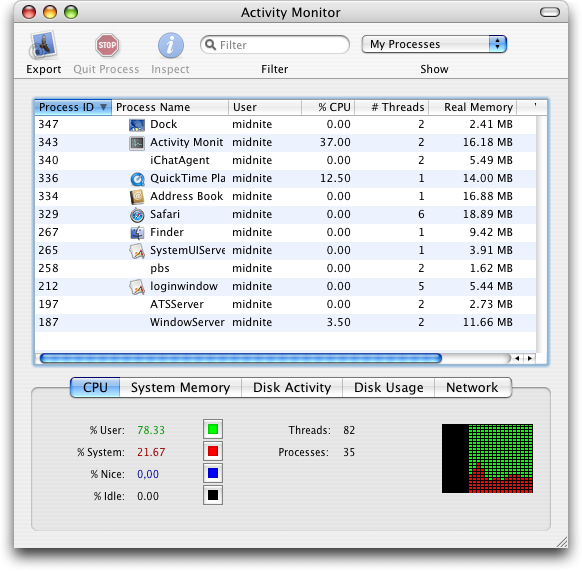 Activity Monitor
Export Quit Process Inspect Filter My Processes
Filter Show
Process ID Process Name User % CPU # Threads Real Memory
347 Dock midnite 0.00 2 2.41 MB
343 Activity Monit midnite 37.00 2 16.18 MB
340 iChatAgent midnite 0.00 2 5.49 MB
336 QuickTime Pla midnite 12.50 1 14.00 MB
334 Address Book midnite 0.00 1 16.88 MB
329 Safari midnite 0.00 6 18.89 MB
267 Finder midnite 0.00 1 9.42 MB
265 SystemUIServe midnite 0.00 1 3.91 MB
258 pbs midnite 0.00 2 1.62 MB
212 loginwindow midnite 0.00 5 5.44 MB
197 ATSServer midnite 0.00 2 2.73 MB
187 WindowServer midnite 3.50 2 11.66 MB
CPU System Memory Disk Activity Disk Usage Network
% User: 78.33 Threads: 82
% System: 21.67 Processes: 35
% Nice: 0,00
% Idle: 0.00
STOP